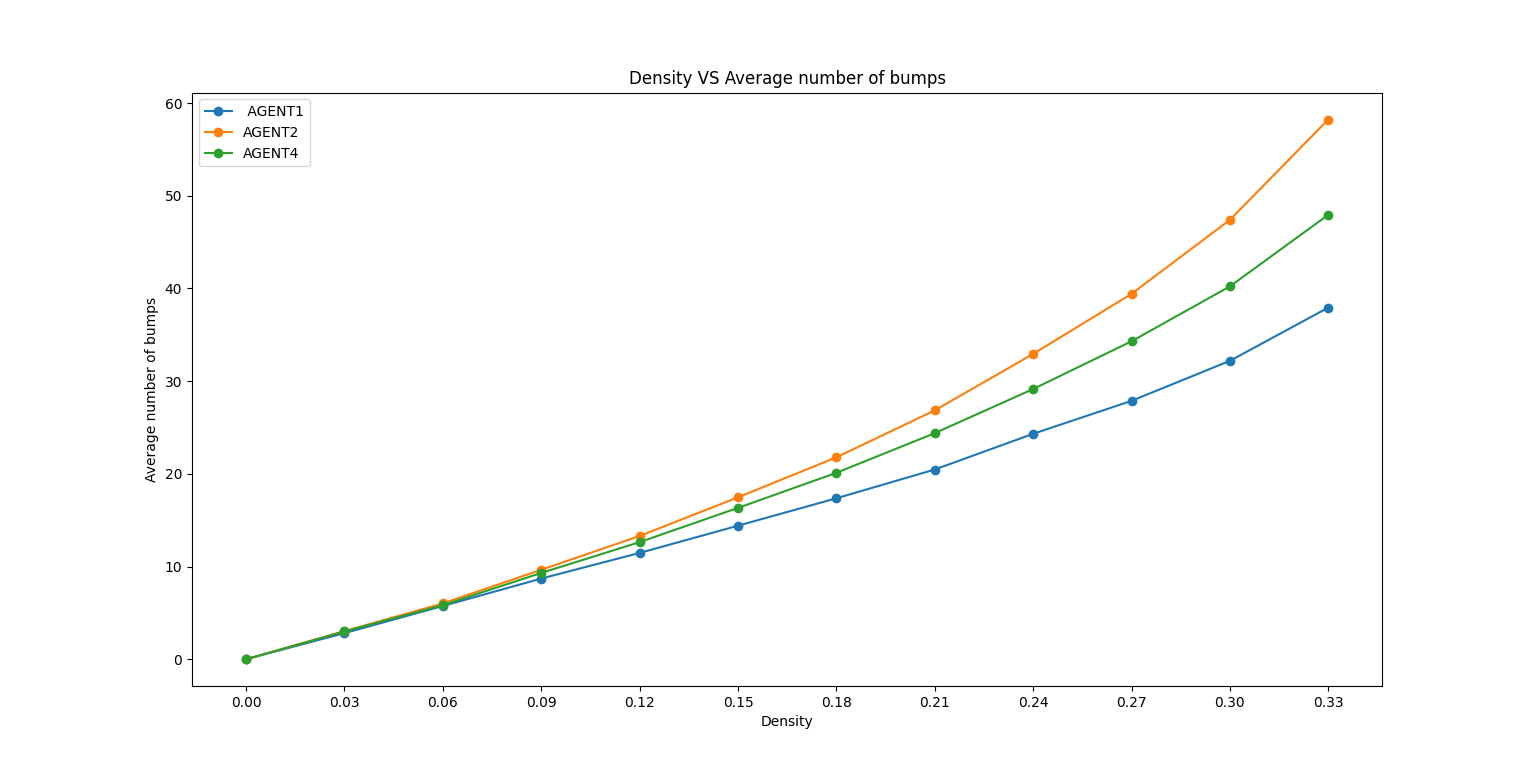 Density VS Average number of bumps
AGENT1
AGENT2
AGENT4
Average number of bumps
60
50
40
30
20
10
0
0.00 0.03 0.06 0.09 0.12 0.15 0.18 0.21 0.24 0.27 0.30 0.33
Density